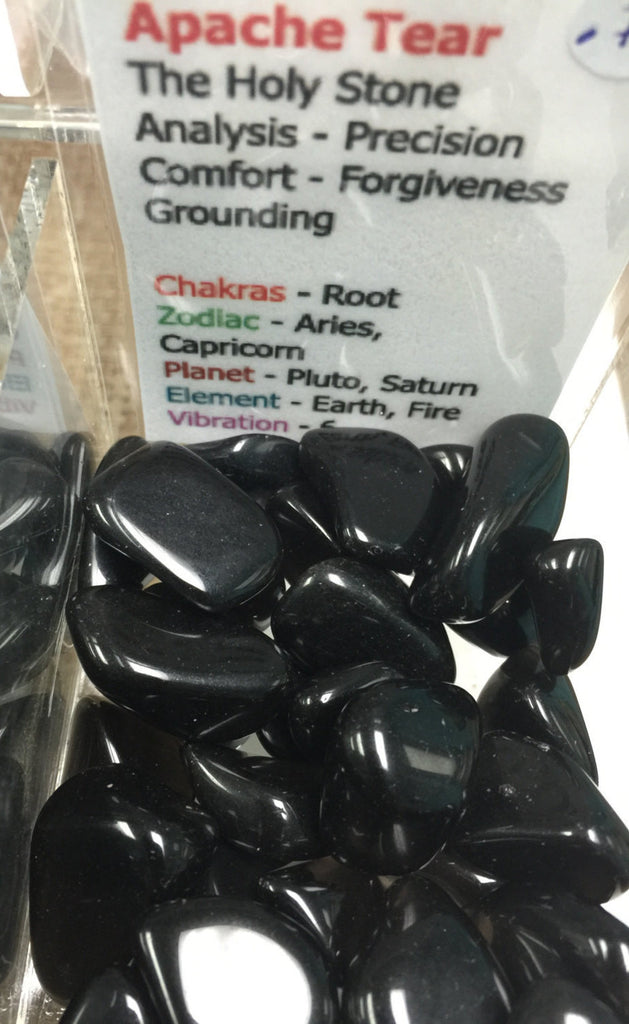 Apache Tear
The Holy Stone
Analysis - Precision
Comfort - Forgiveness
Grounding
Chakras - Root
Zodiac - Aries,
Capricorn
Planet - Pluto, Saturn
Element - Earth, Fire
Vibration -